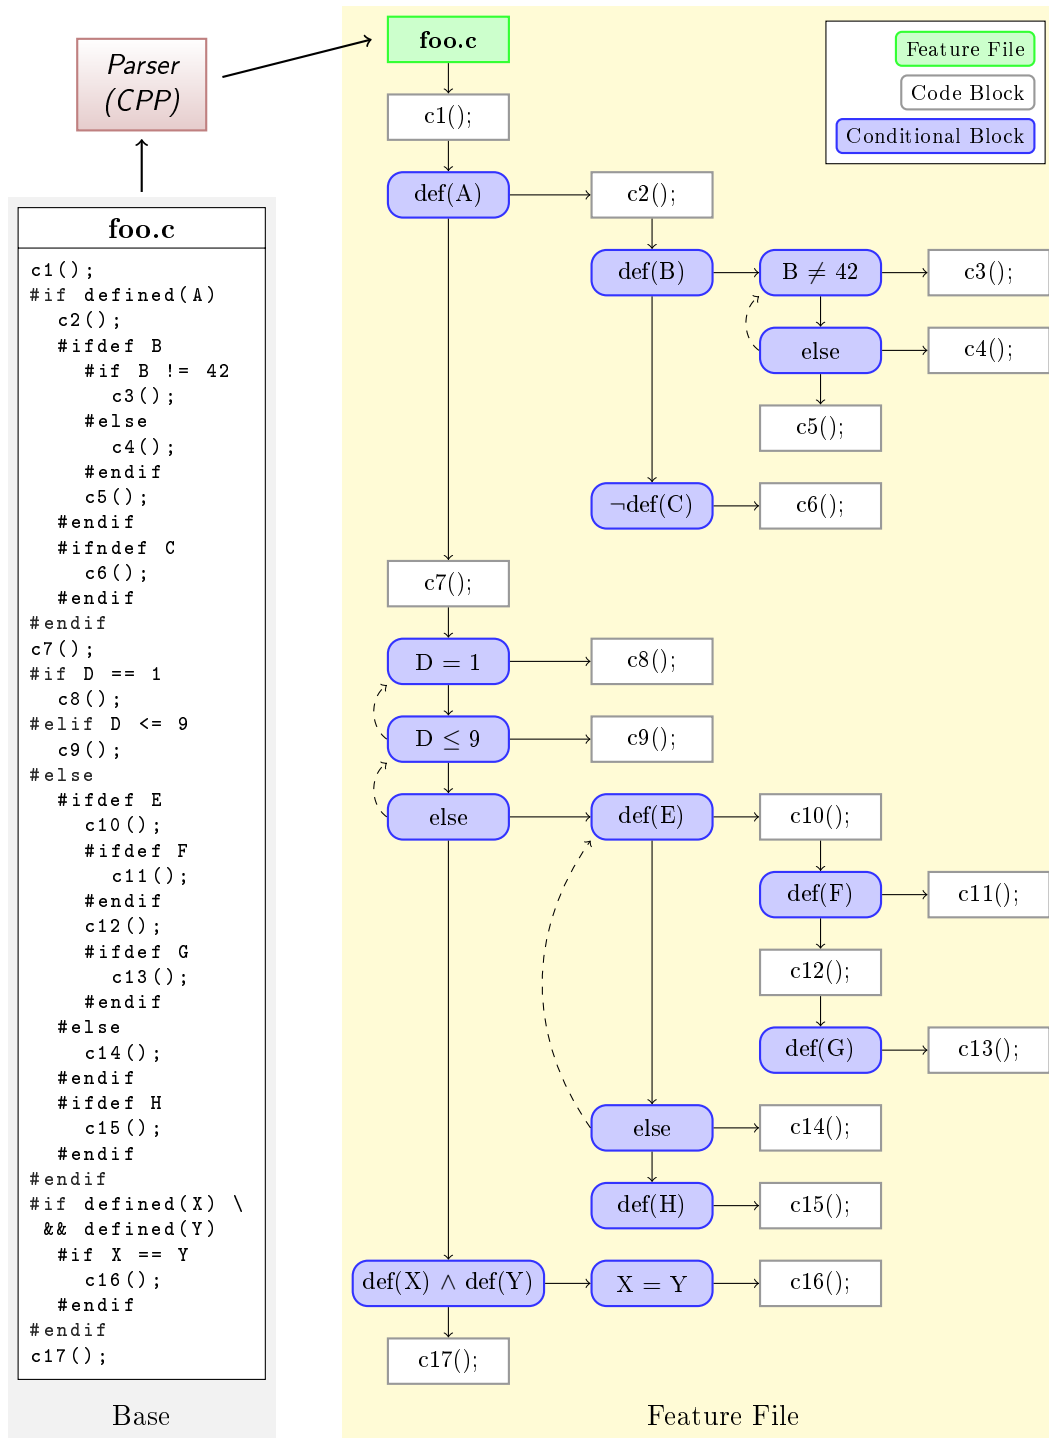 Parser
(CPP)
foo.c
c1();
#if defined(A)
  c2();
  #ifdef B
    #if B != 42
      c3();
    #else
      c4();
    #endif
    c5();
  #endif
  #ifndef C
    c6();
  #endif
#endif
c7();
#if D == 1
  c8();
#elif D <= 9
  c9();
#else
  #ifdef E
    c10();
    #ifdef F
      c11();
    #endif
    c12();
    #ifdef G
      c13();
    #endif
  #else
    c14();
  #endif
  #ifdef H
    c15();
  #endif
#endif
#if defined(X) \
 && defined(Y)
  #if X == Y
    c16();
  #endif
#endif
c17();
Base
foo.c
Feature File
Code Block
Conditional Block
c1();
def(A)
c2();
def(B)
B ≠ 42
c3();
else
c4();
c5();
¬def(C)
c6();
c7();
D = 1
c8();
D ≤ 9
c9();
else
def(E)
c10();
def(F)
c11();
c12();
def(G)
c13();
else
c14();
def(H)
c15();
def(X) ∧ def(Y)
X = Y
c16();
c17();
Feature File